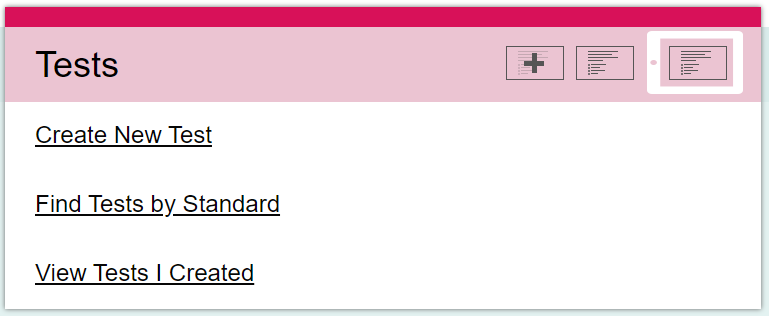 Tests
Create New Test
Find Tests by Standard
View Tests I Created